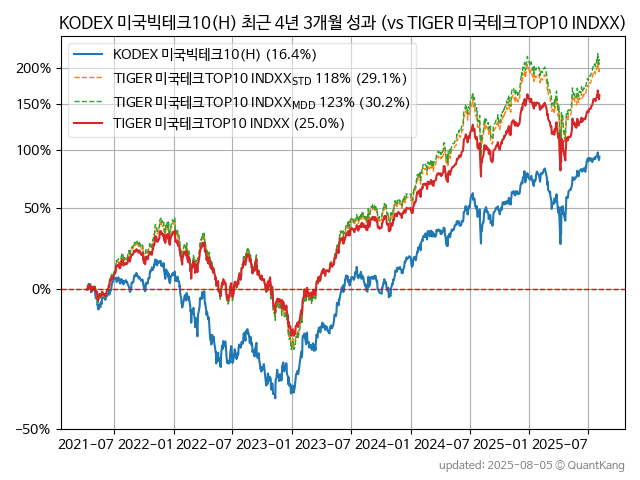 KODEX 미국빅테크10(H) 최근 4년 3개월 성과 (vs TIGER 미국테크TOP10 INDXX)
KODEX 미국빅테크10(H) (16.4%)
TIGER 미국테크TOP10 INDXX STD 118% (29.1%)
TIGER 미국테크TOP10 INDXX MDD 123% (30.2%)
TIGER 미국테크TOP10 INDXX (25.0%)
200%
150%
100%
50%
0%
−50%
2021-07 2022-01 2022-07 2023-01 2023-07 2024-01 2024-07 2025-01 2025-07
updated: 2025-08-05 © QuantKang